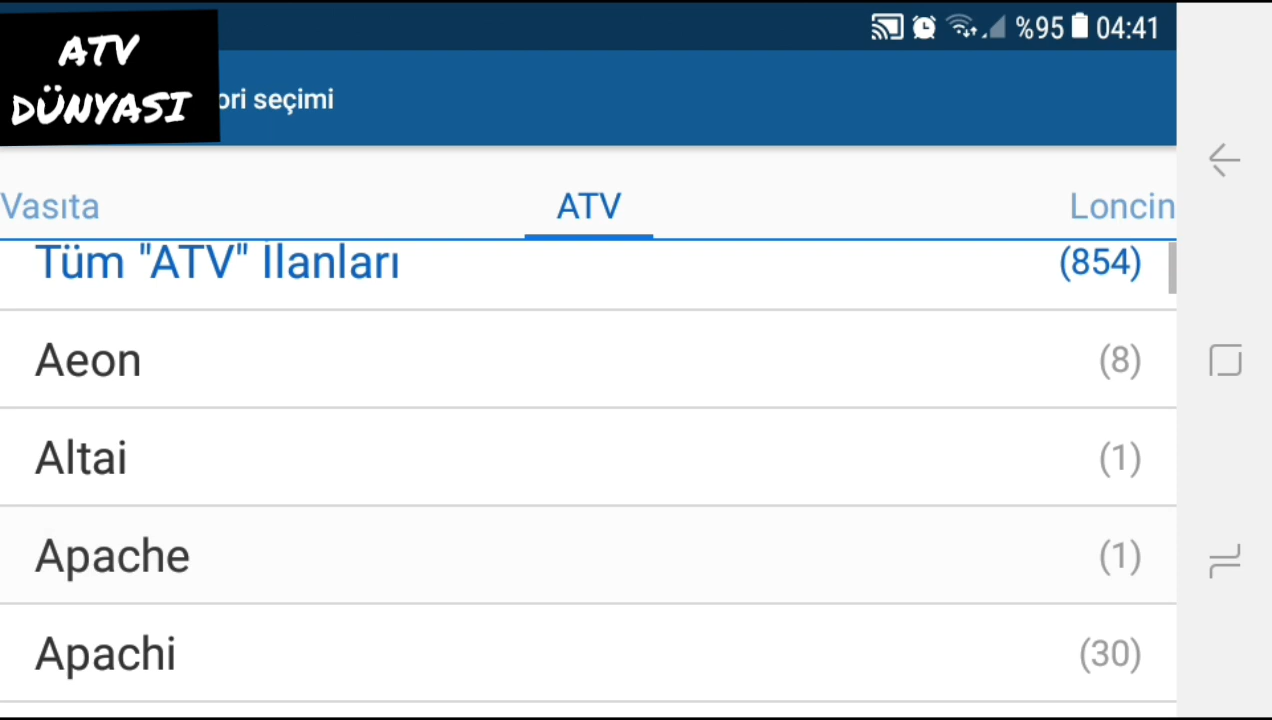 %95 04:41
ATV
DÜNYASI
ori seçimi
Vasıta ATV Loncin
Tüm "ATV" İlanları (854)
Aeon (8)
Altai (1)
Apache (1)
Apachi (30)